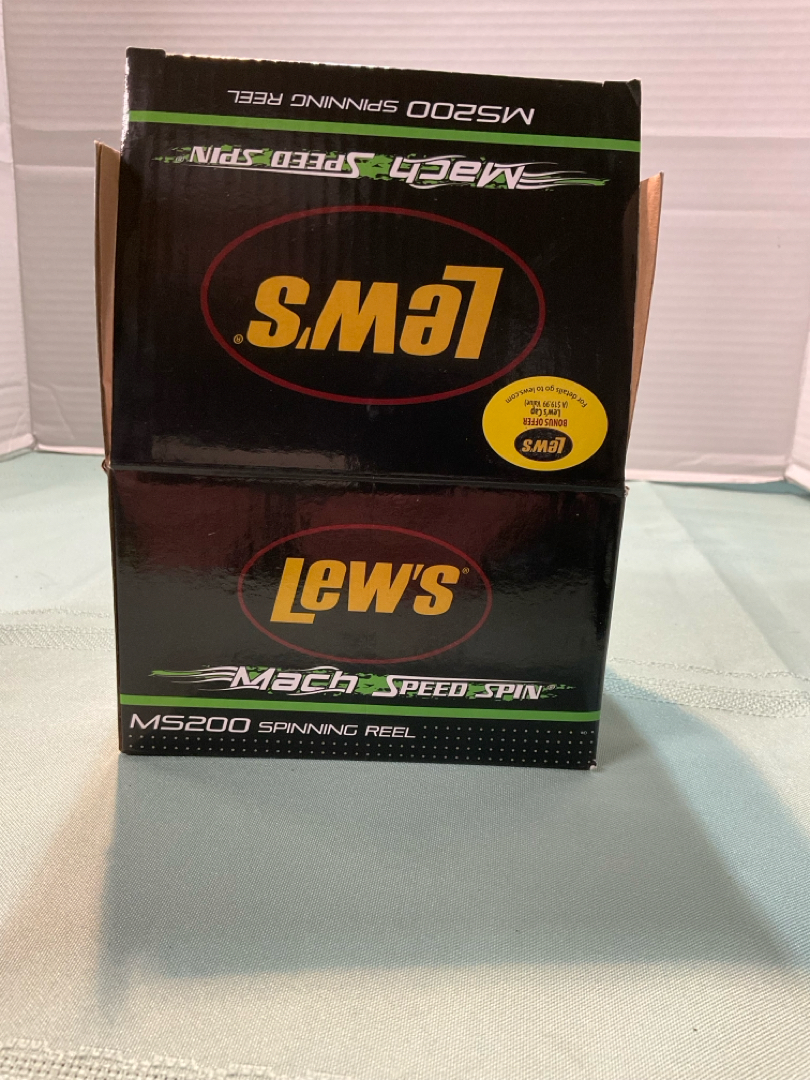 MS200 SPINNING REEL
Mach SPEED SPIN®
Lew's®
Lew's
BONUS OFFER
Lew's Cap
(A $19.99 Value)
For details go to lews.com
Lew's®
Mach SPEED SPIN®
MS200 SPINNING REEL